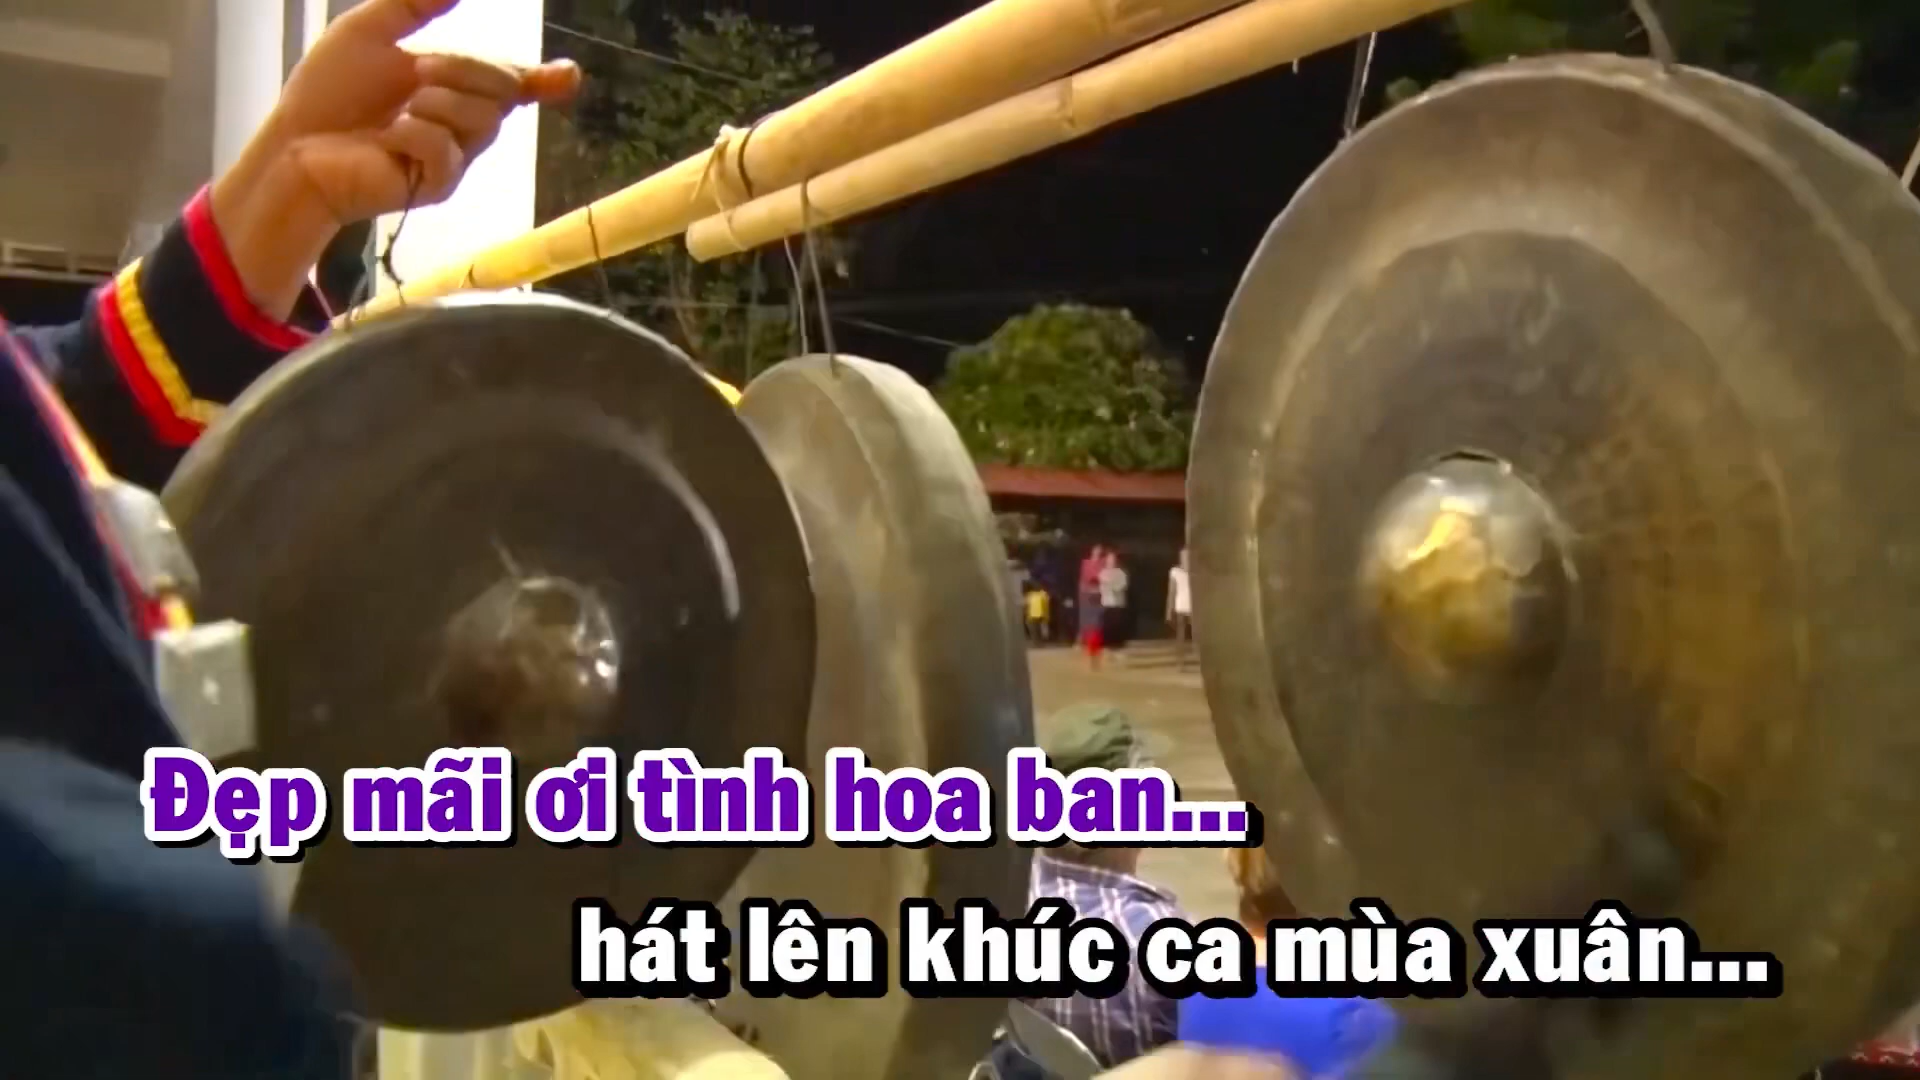 Đẹp mãi ơi tình hoa ban...
hát lên khúc ca mùa xuân...